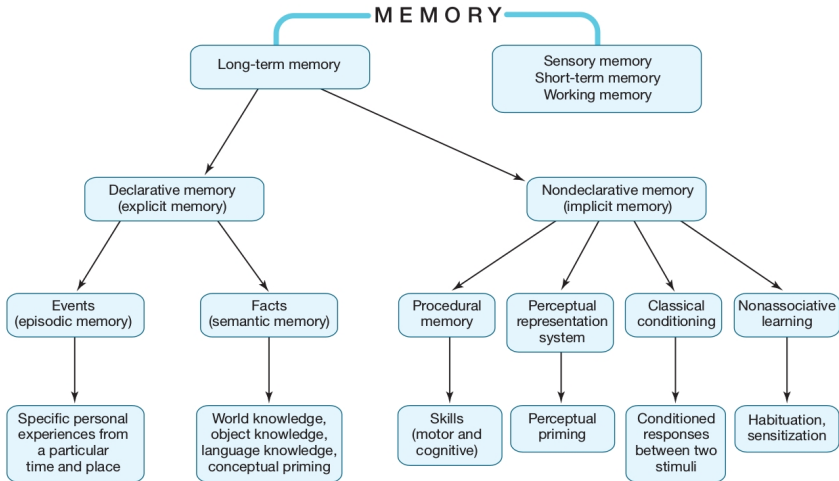 MEMORY
Long-term memory
Sensory memory
Short-term memory
Working memory
Declarative memory
(explicit memory)
Nondeclarative memory
(implicit memory)
Events
(episodic memory)
Facts
(semantic memory)
Procedural
memory
Perceptual
representation
system
Classical
conditioning
Nonassociative
learning
Specific personal
experiences from
a particular
time and place
World knowledge,
object knowledge,
language knowledge,
conceptual priming
Skills
(motor and
cognitive)
Perceptual
priming
Conditioned
responses
between two
stimuli
Habituation,
sensitization